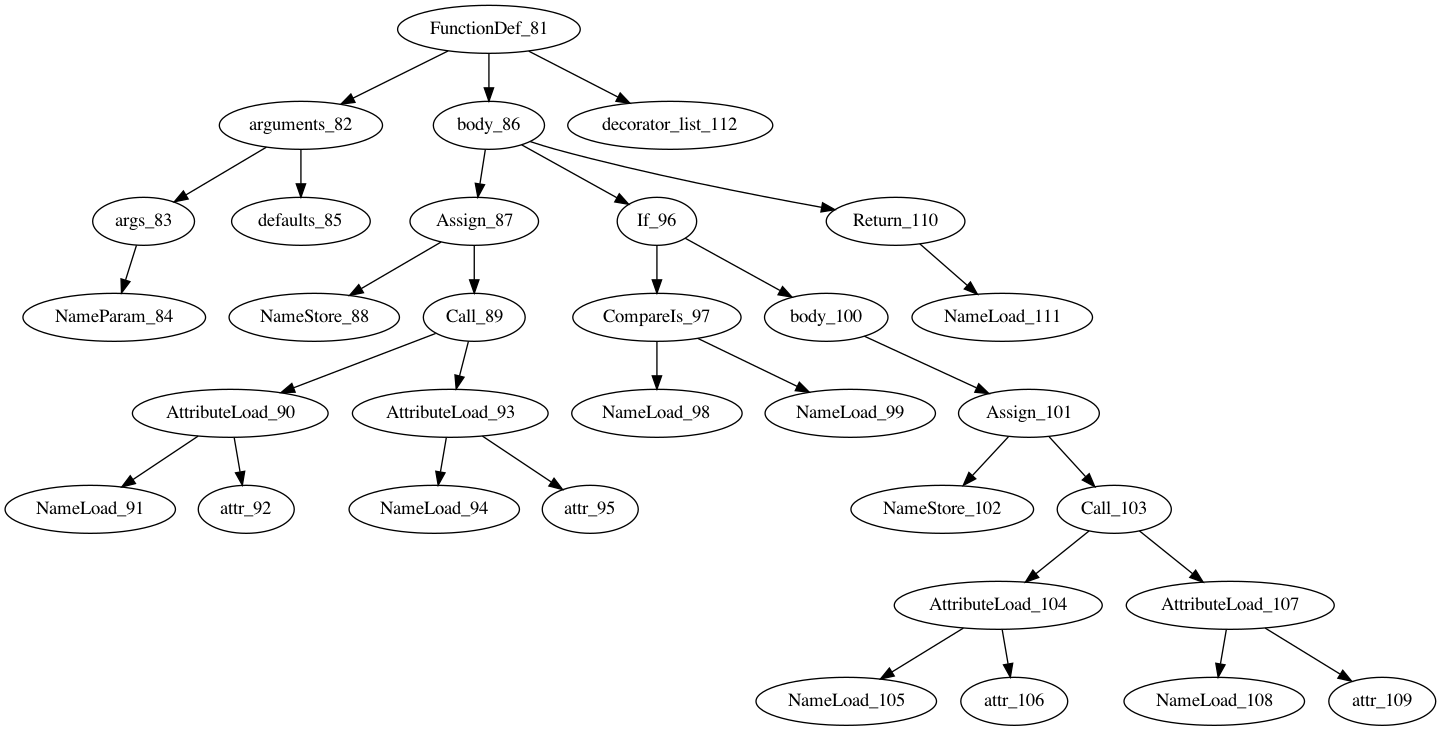 FunctionDef_81
arguments_82
body_86
decorator_list_112
args_83
defaults_85
Assign_87
If_96
Return_110
NameParam_84
NameStore_88
Call_89
CompareIs_97
body_100
NameLoad_111
AttributeLoad_90
AttributeLoad_93
NameLoad_98
NameLoad_99
Assign_101
NameLoad_91
attr_92
NameLoad_94
attr_95
NameStore_102
Call_103
AttributeLoad_104
AttributeLoad_107
NameLoad_105
attr_106
NameLoad_108
attr_109